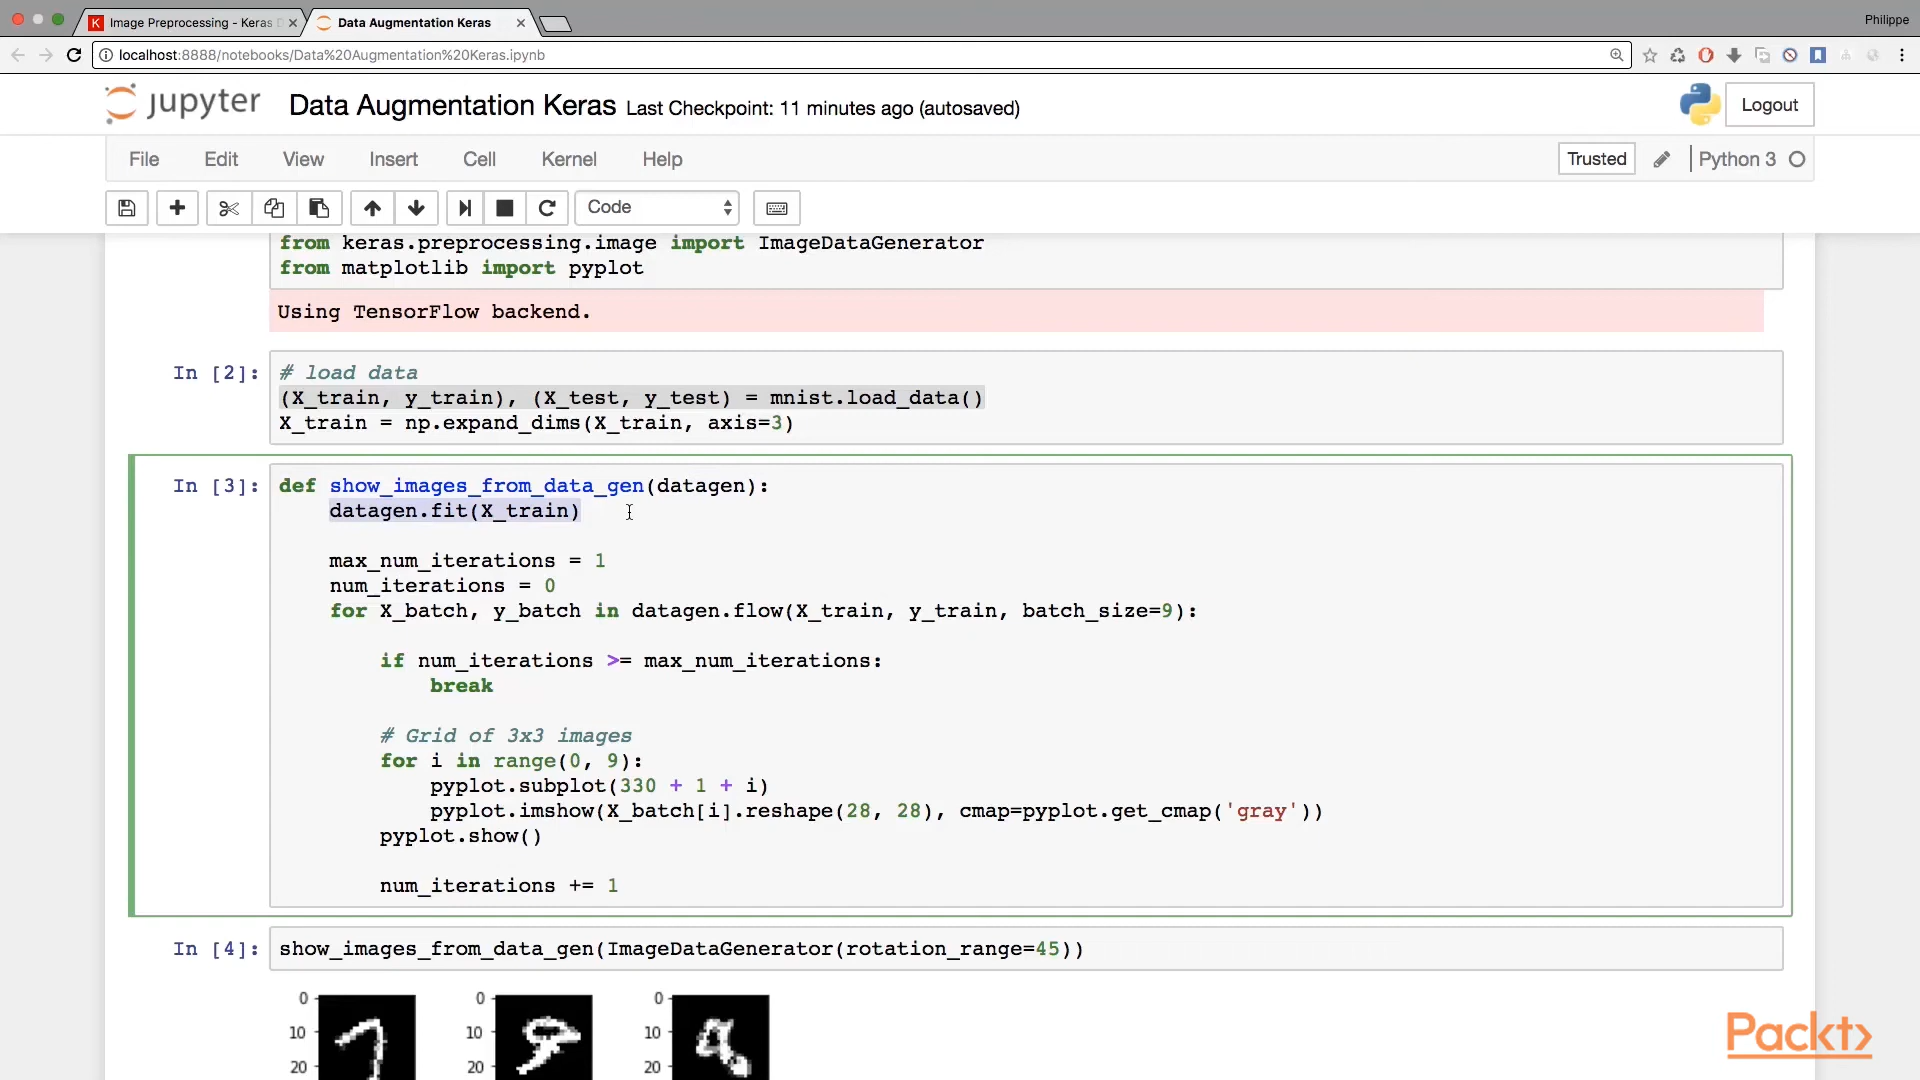 Philippe
Image Preprocessing - Keras
Data Augmentation Keras
localhost:8888/notebooks/Data%20Augmentation%20Keras.ipynb
jupyter Data Augmentation Keras Last Checkpoint: 11 minutes ago (autosaved) Logout
File Edit View Insert Cell Kernel Help Trusted Python 3
Code
from keras.preprocessing.image import ImageDataGenerator
from matplotlib import pyplot
Using TensorFlow backend.
In [2]: # load data
(X_train, y_train), (X_test, y_test) = mnist.load_data()
X_train = np.expand_dims(X_train, axis=3)
In [3]: def show_images_from_data_gen(datagen):
datagen.fit(X_train)
max_num_iterations = 1
num_iterations = 0
for X_batch, y_batch in datagen.flow(X_train, y_train, batch_size=9):
if num_iterations >= max_num_iterations:
break
# Grid of 3x3 images
for i in range(0, 9):
pyplot.subplot(330 + 1 + i)
pyplot.imshow(X_batch[i].reshape(28, 28), cmap=pyplot.get_cmap('gray'))
pyplot.show()
num_iterations += 1
In [4]: show_images_from_data_gen(ImageDataGenerator(rotation_range=45))
0 0 0
10 10 10
20 20 20
Packt>